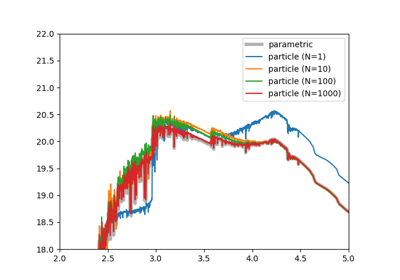 22.0
21.5
21.0
20.5
20.0
19.5
19.0
18.5
18.0
2.0 2.5 3.0 3.5 4.0 4.5 5.0
parametric
particle (N=1)
particle (N=10)
particle (N=100)
particle (N=1000)